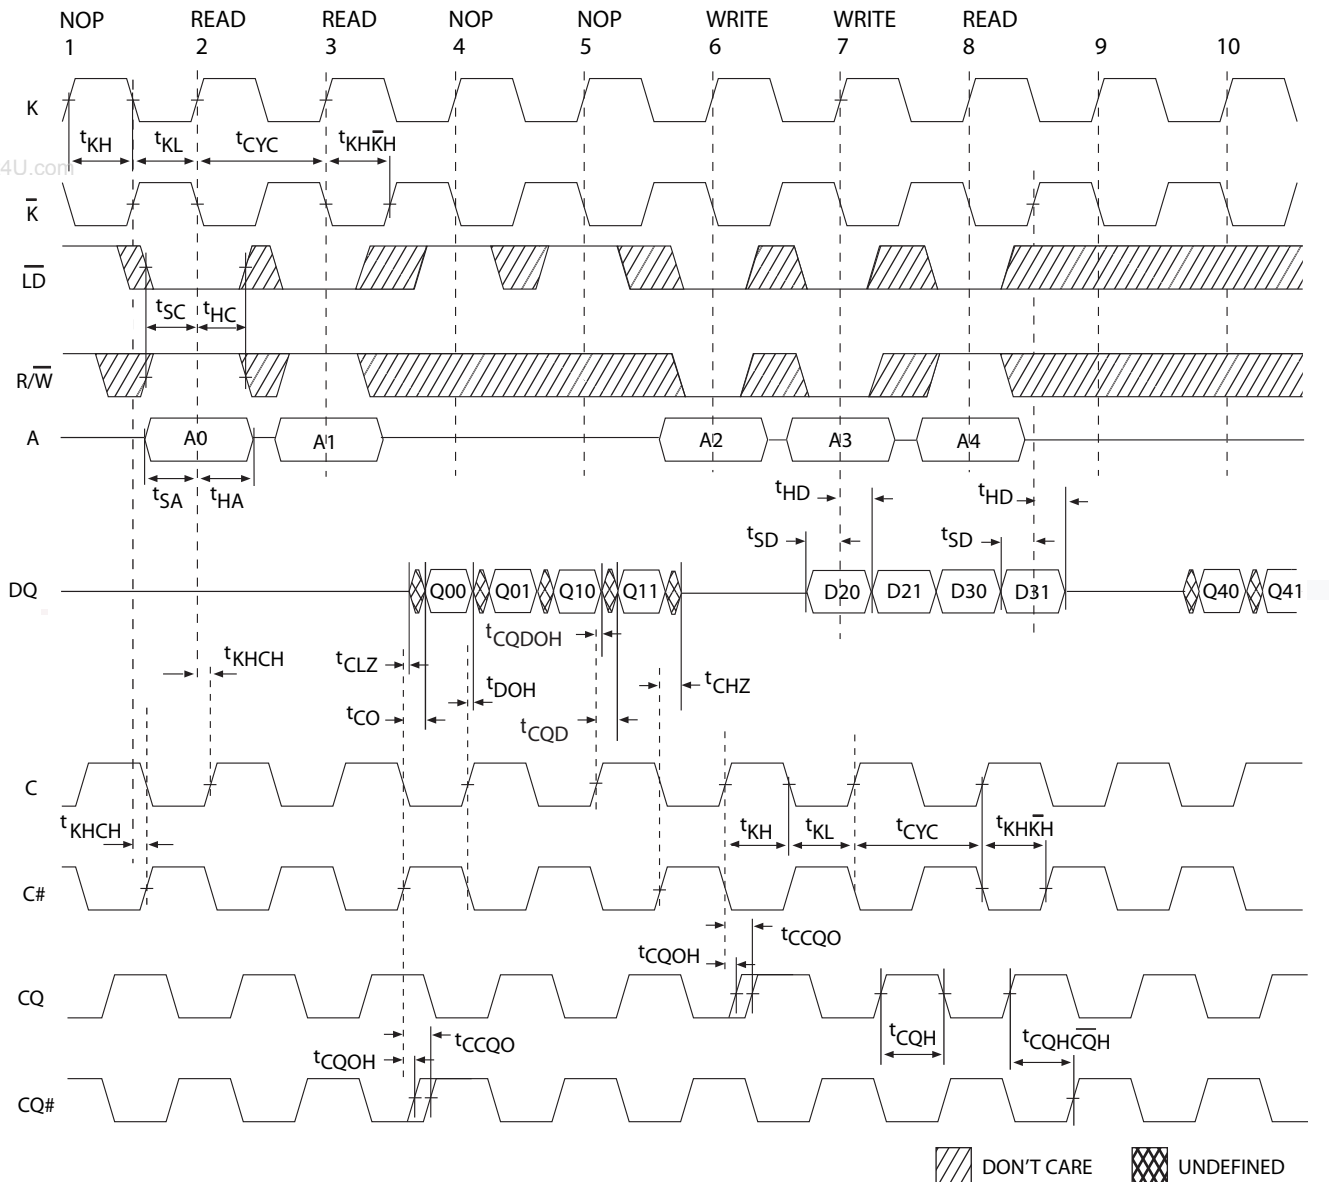 NOP READ READ NOP NOP WRITE WRITE READ
1 2 3 4 5 6 7 8 9 10
K
tKH tKL tCYC tKHK̅H
4U.com
K̅
L̅D̅
tSC tHC
R/W̅
A A0 A1 A2 A3 A4
tSA tHA tHD tHD
tSD tSD
DQ Q00 Q01 Q10 Q11 D20 D21 D30 D31 Q40 Q41
tCQDOH
tKHCH tCLZ tDOH tCHZ
tCO tCQD
C
tKHCH tKH tKL tCYC tKHK̅H
C#
tCCQO
tCQOH
CQ
tCCQO tCQH tCQHC̅Q̅H
tCQOH
CQ#
DON'T CARE UNDEFINED